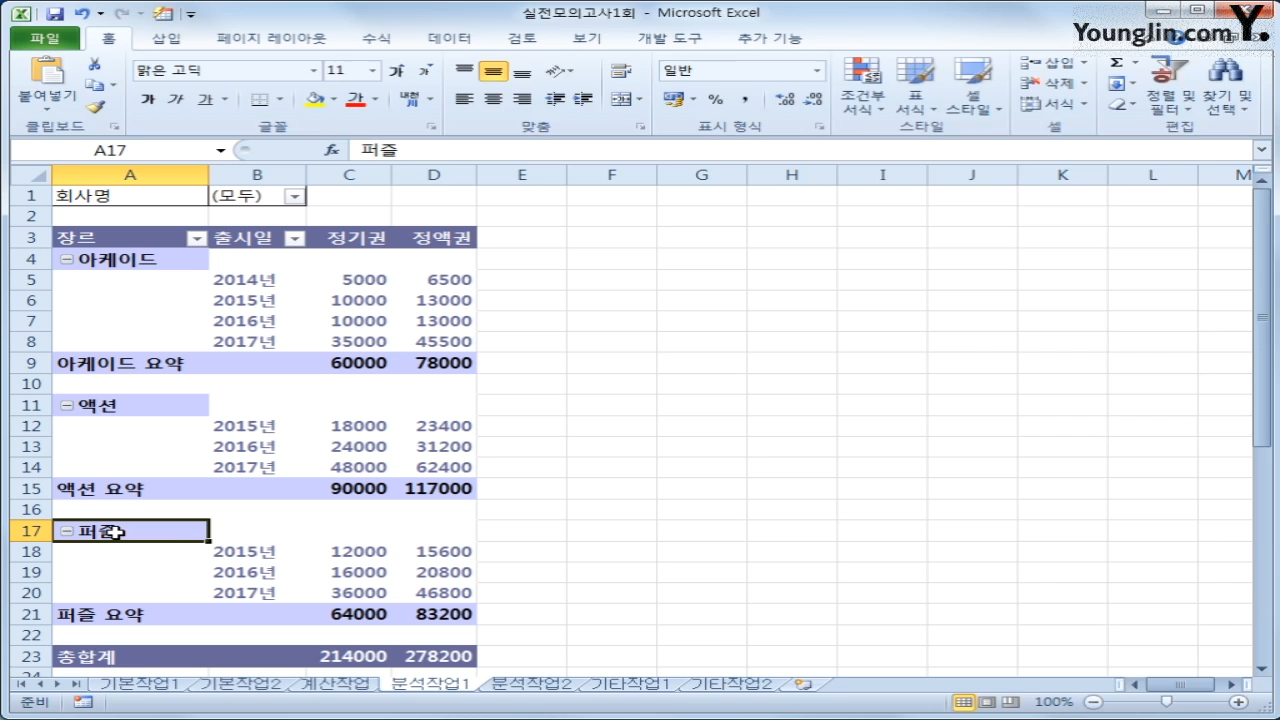 실전모의고사1회 - Microsoft Excel
Younglin.com Y.
파일 홈 삽입 페이지 레이아웃 수식 데이터 검토 보기 개발 도구 추가 기능
붙여넣기 맑은 고딕 11 가 가 일반 조건부 서식 표 서식 셀 스타일 삽입 삭제 서식 Σ 정렬 및 필터 찾기 및 선택
가 가 가 가 % ,
클립보드 글꼴 맞춤 표시 형식 스타일 셀 편집
A17 fx 퍼즐
A B C D E F G H I J K L M
1 회사명 (모두)
2
3 장르 출시일 정기권 정액권
4 아케이드
5 2014년 5000 6500
6 2015년 10000 13000
7 2016년 10000 13000
8 2017년 35000 45500
9 아케이드 요약 60000 78000
10
11 액션
12 2015년 18000 23400
13 2016년 24000 31200
14 2017년 48000 62400
15 액션 요약 90000 117000
16
17 퍼즐
18 2015년 12000 15600
19 2016년 16000 20800
20 2017년 36000 46800
21 퍼즐 요약 64000 83200
22
23 총합계 214000 278200
24
기본작업1 기본작업2 계산작업 분석작업1 분석작업2 기타작업1 기타작업2
준비 100%